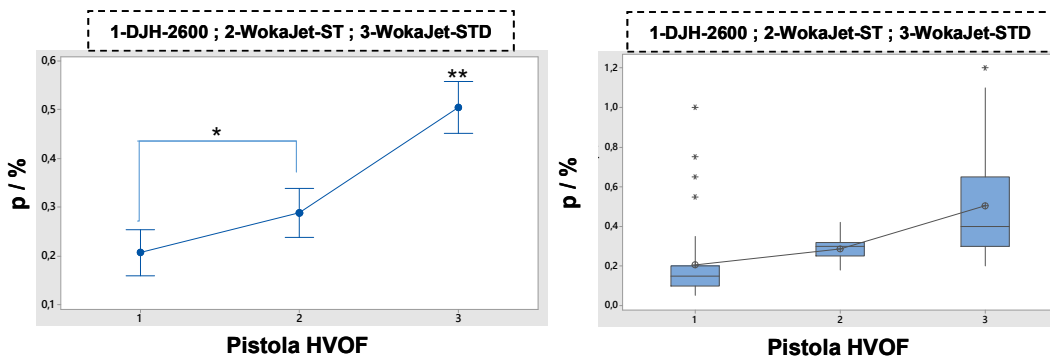 1-DJH-2600 ; 2-WokaJet-ST ; 3-WokaJet-STD
0,6
0,5
0,4
0,3
0,2
0,1
p / %
*
**
1 2 3
Pistola HVOF
1-DJH-2600 ; 2-WokaJet-ST ; 3-WokaJet-STD
1,2
1,0
0,8
0,6
0,4
0,2
0,0
p / %
1 2 3
Pistola HVOF